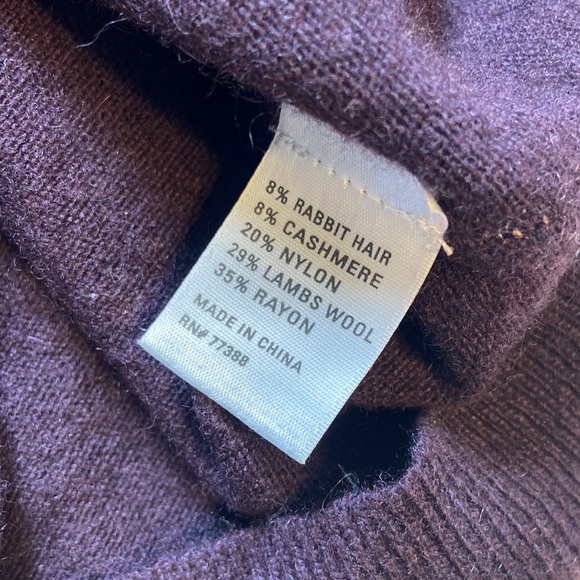 8% RABBIT HAIR
8% CASHMERE
20% NYLON
29% LAMBS WOOL
35% RAYON
MADE IN CHINA
RN# 77388